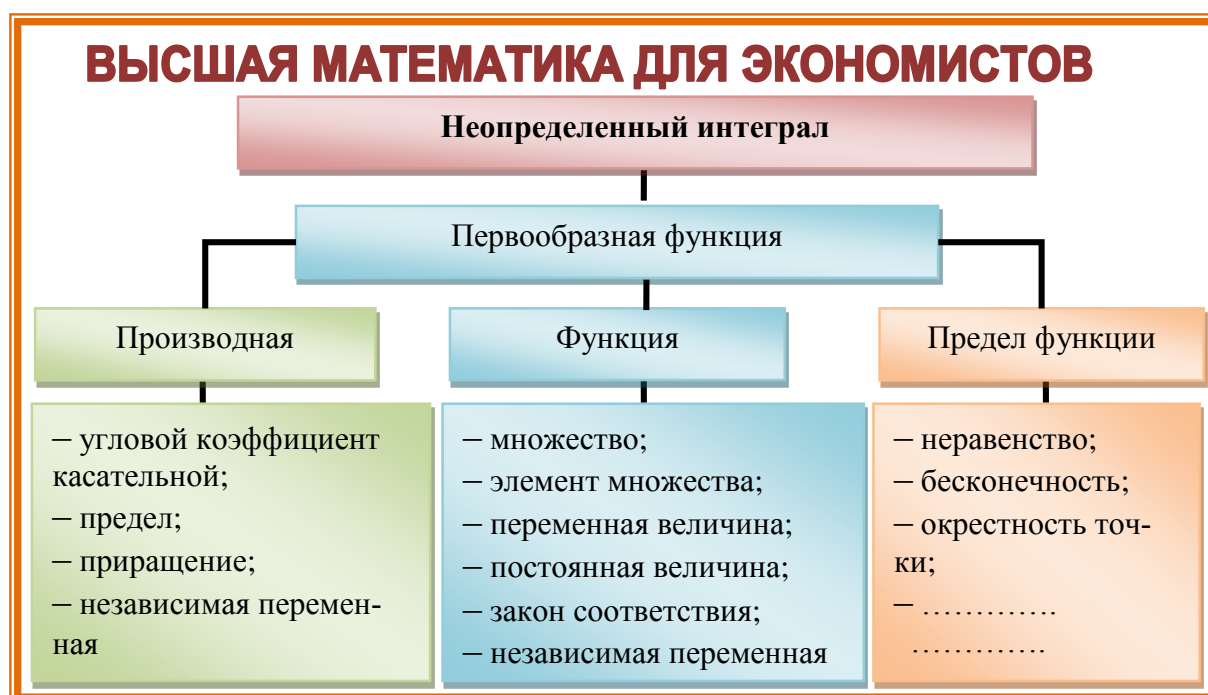 ВЫСШАЯ МАТЕМАТИКА ДЛЯ ЭКОНОМИСТОВ
Неопределенный интеграл
Первообразная функция
Производная
Функция
Предел функции
– угловой коэффициент
касательной;
– предел;
– приращение;
– независимая перемен-
ная
– множество;
– элемент множества;
– переменная величина;
– постоянная величина;
– закон соответствия;
– независимая переменная
– неравенство;
– бесконечность;
– окрестность точ-
ки;
– ………….
………….